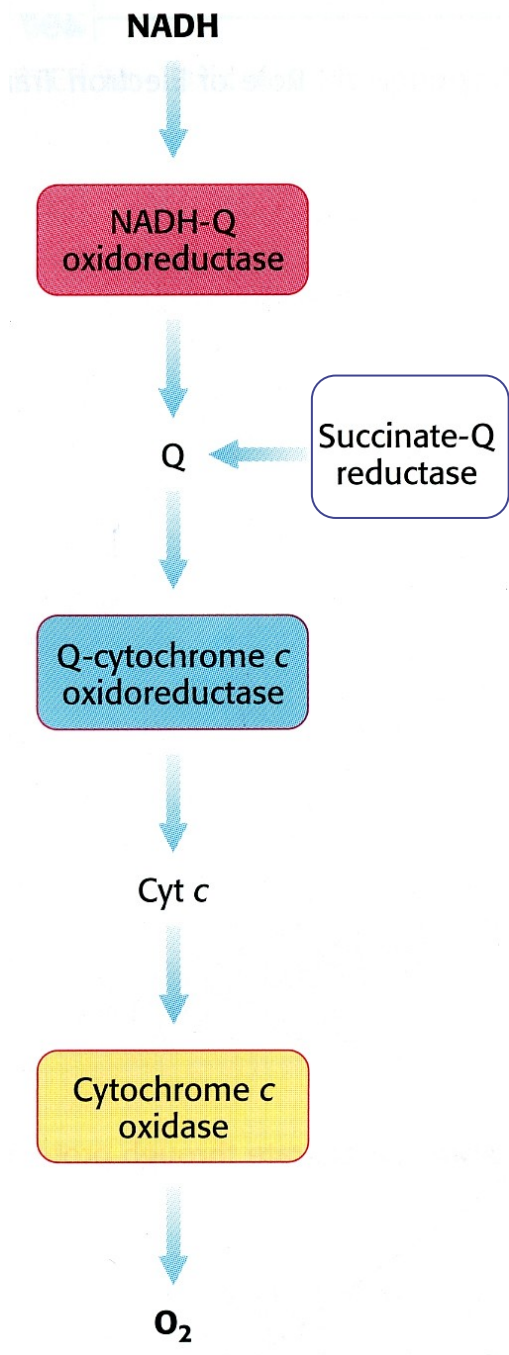 NADH
NADH-Q
oxidoreductase
Q
Succinate-Q
reductase
Q-cytochrome c
oxidoreductase
Cyt c
Cytochrome c
oxidase
O₂